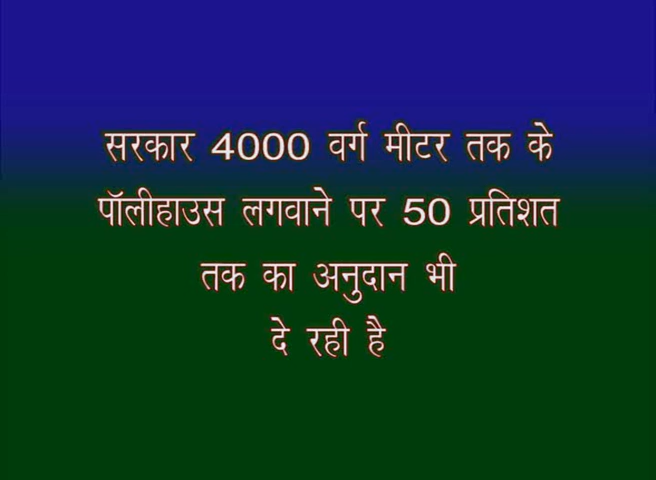 सरकार 4000 वर्ग मीटर तक के
पॉलीहाउस लगवाने पर 50 प्रतिशत
तक का अनुदान भी
दे रही है